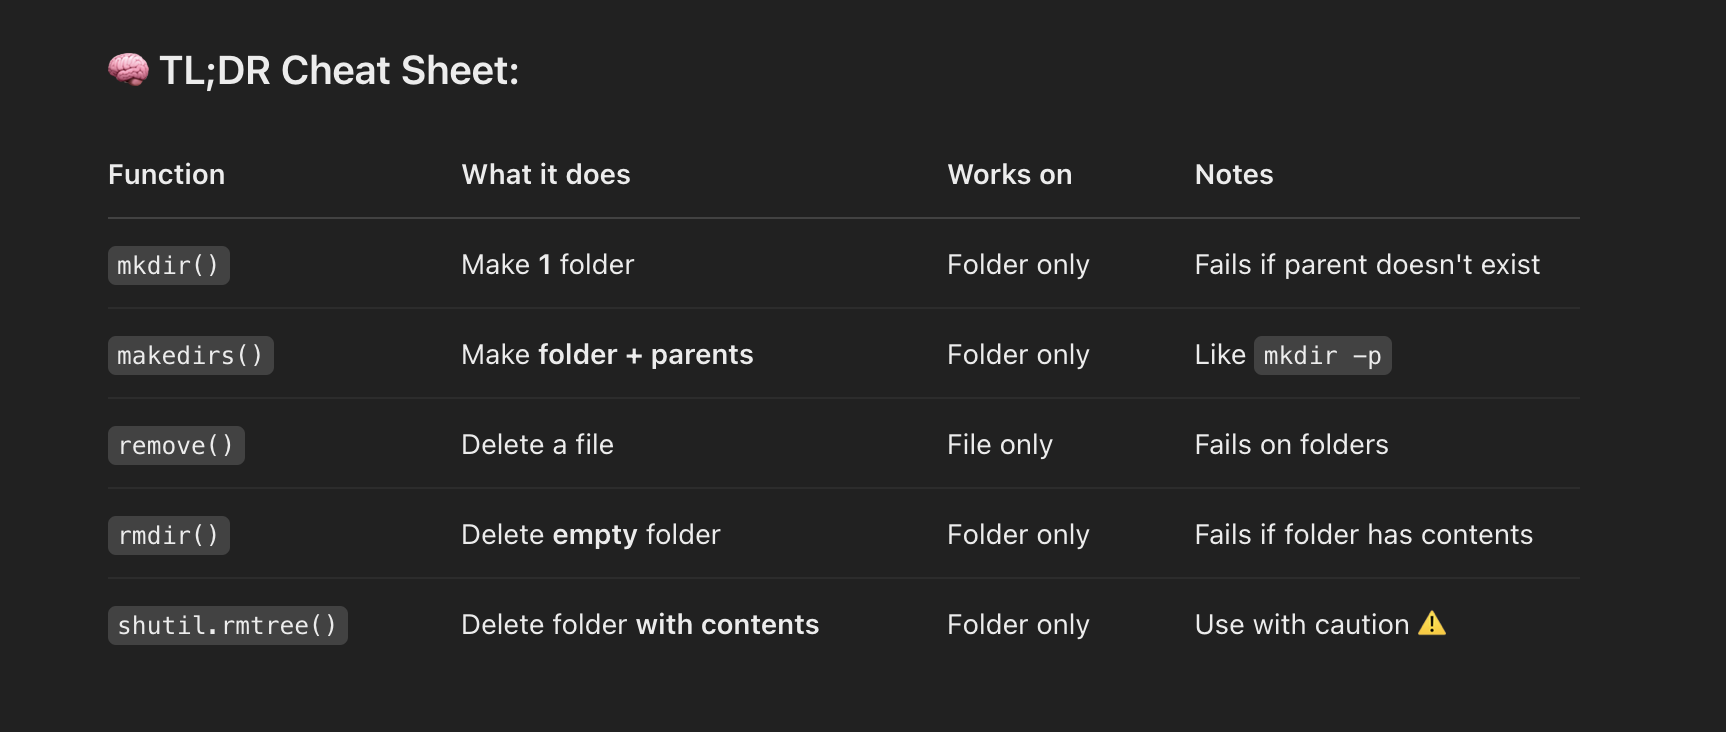 🧠 TL;DR Cheat Sheet:
Function What it does Works on Notes
mkdir() Make 1 folder Folder only Fails if parent doesn't exist
makedirs() Make folder + parents Folder only Like mkdir -p
remove() Delete a file File only Fails on folders
rmdir() Delete empty folder Folder only Fails if folder has contents
shutil.rmtree() Delete folder with contents Folder only Use with caution ⚠️